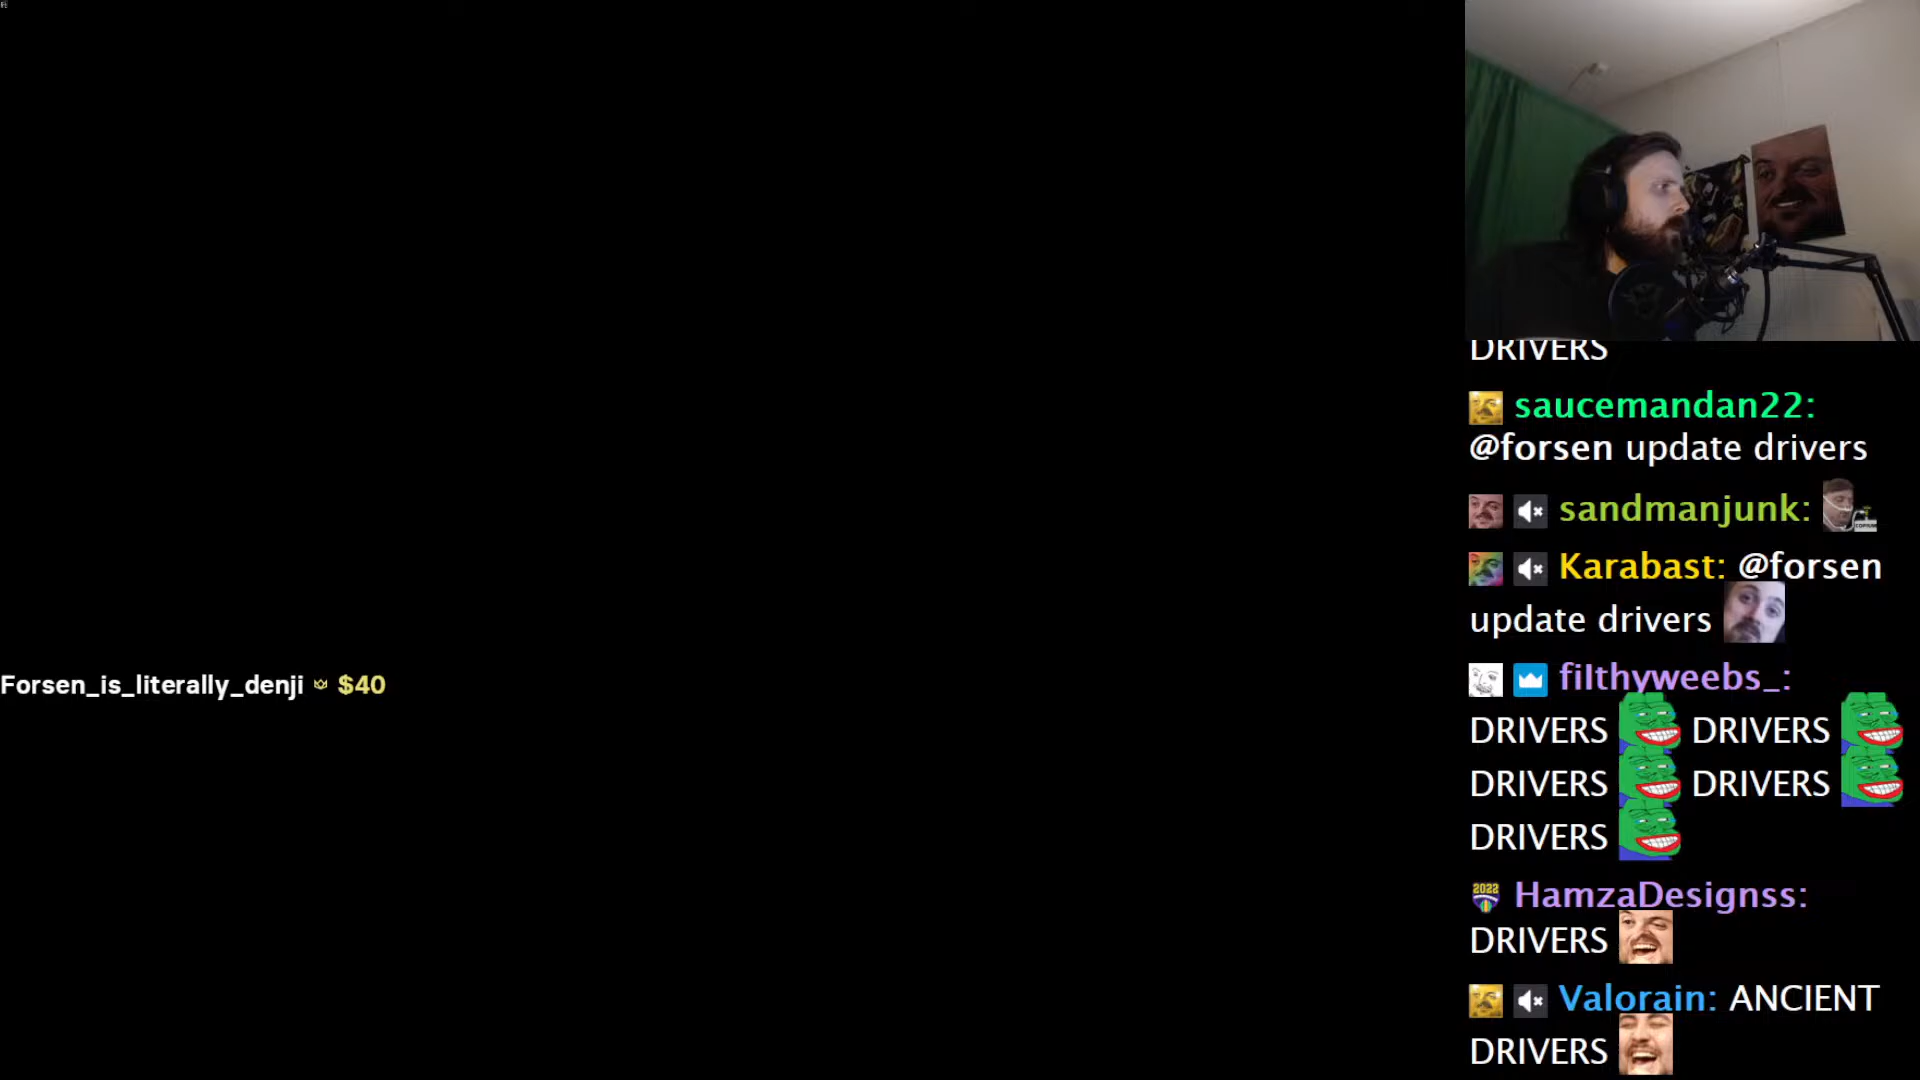 DRIVERS
saucemandan22:
@forsen update drivers
sandmanjunk:
Karabast: @forsen
update drivers
Forsen_is_literally_denji $40
filthyweebs_:
DRIVERS DRIVERS
DRIVERS DRIVERS
DRIVERS
2022 HamzaDesignss:
DRIVERS
Valorain: ANCIENT
DRIVERS